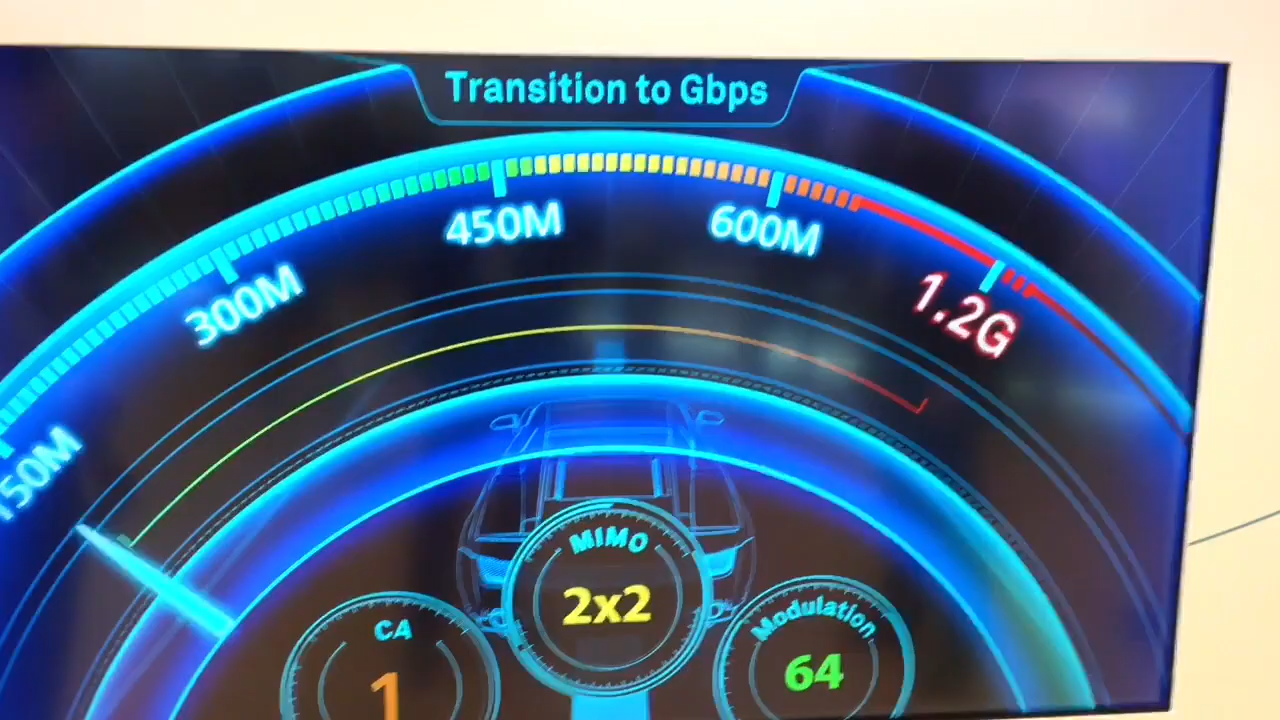 Transition to Gbps
150M
300M
450M
600M
1.2G
MIMO
2x2
CA
1
Modulation
64